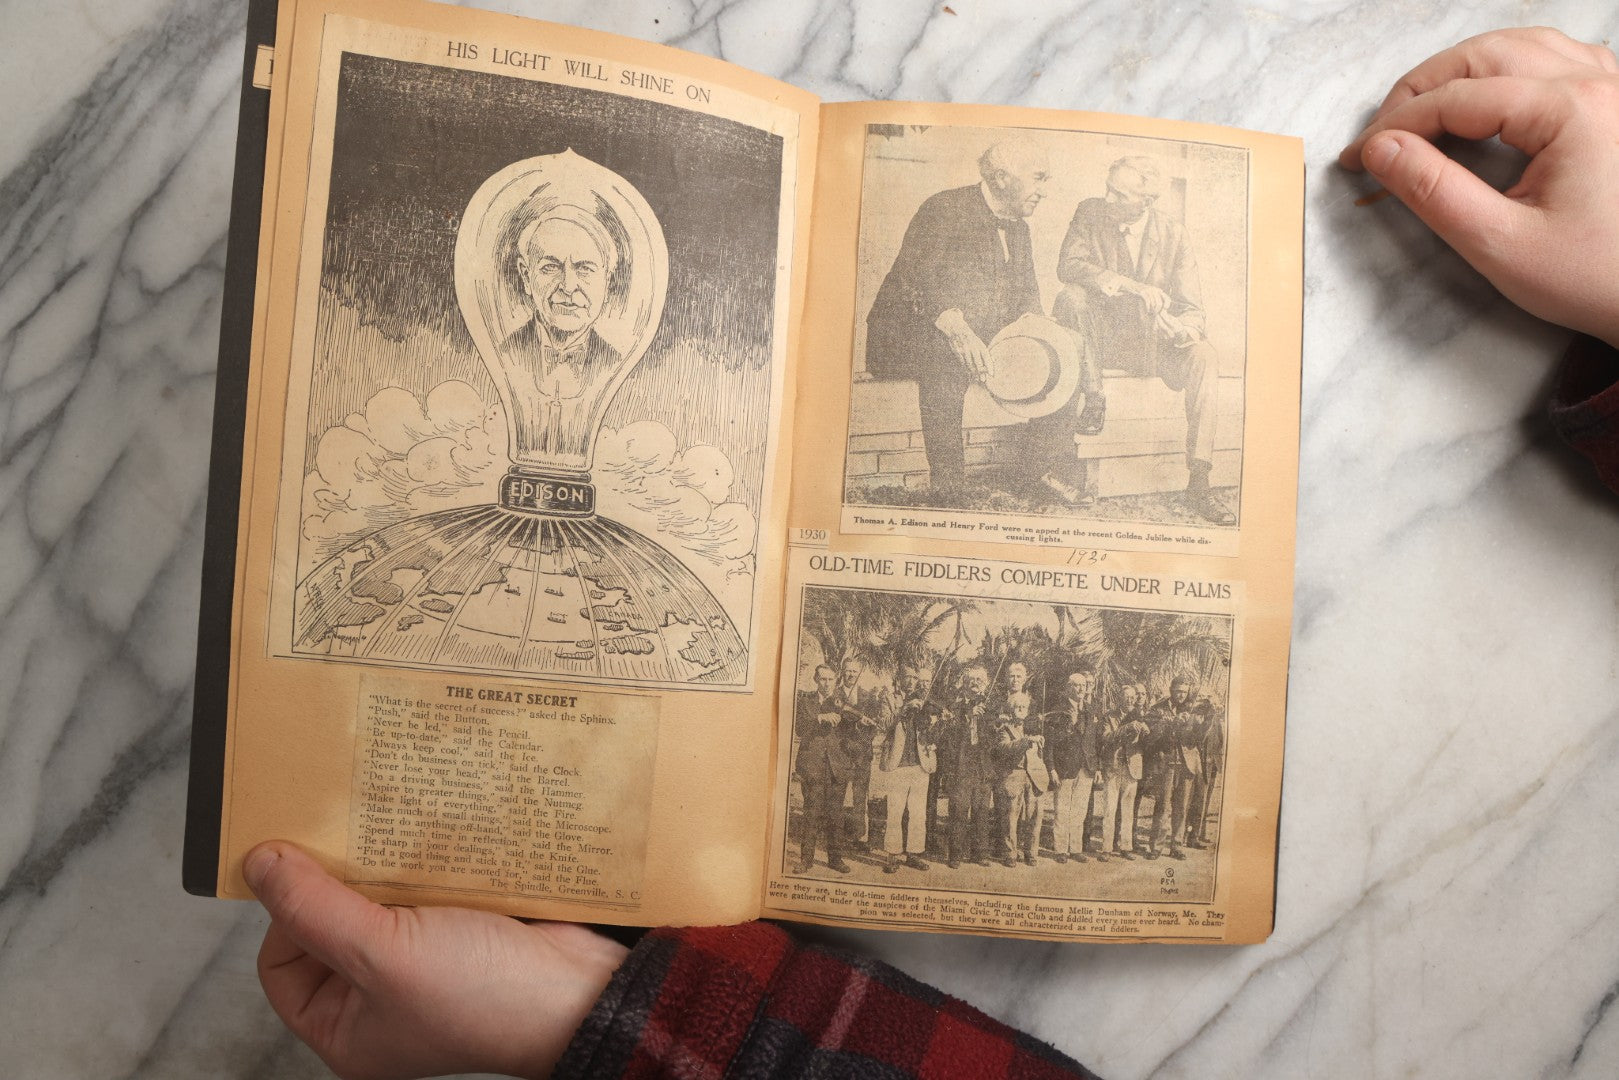 HIS LIGHT WILL SHINE ON
EDISON
CANADA
THE GREAT SECRET
"What is the secret of success?" asked the Sphinx.
"Push," said the Button.
"Never be led," said the Pencil.
"Be up-to-date," said the Calendar.
"Always keep cool," said the Ice.
"Don't do business on tick," said the Clock.
"Never lose your head," said the Barrel.
"Do a driving business," said the Hammer.
"Aspire to greater things," said the Nutmeg.
"Make light of everything," said the Fire.
"Make much of small things," said the Microscope.
"Never do anything off-hand," said the Glove.
"Spend much time in reflection," said the Mirror.
"Be sharp in your dealings," said the Knife.
"Find a good thing and stick to it," said the Glue.
"Do the work you are sooted for," said the Flue.
The Spindle, Greenville, S. C.
Thomas A. Edison and Henry Ford were sn apped at the recent Golden Jubilee while dis-
cussing lights.
1930
1930
OLD-TIME FIDDLERS COMPETE UNDER PALMS
Here they are, the old-time fiddlers themselves, including the famous Mellie Dunham of Norway, Me. They
were gathered under the auspices of the Miami Civic Tourist Club and fiddled every tune ever heard. No cham-
pion was selected, but they were all characterized as real fiddlers.